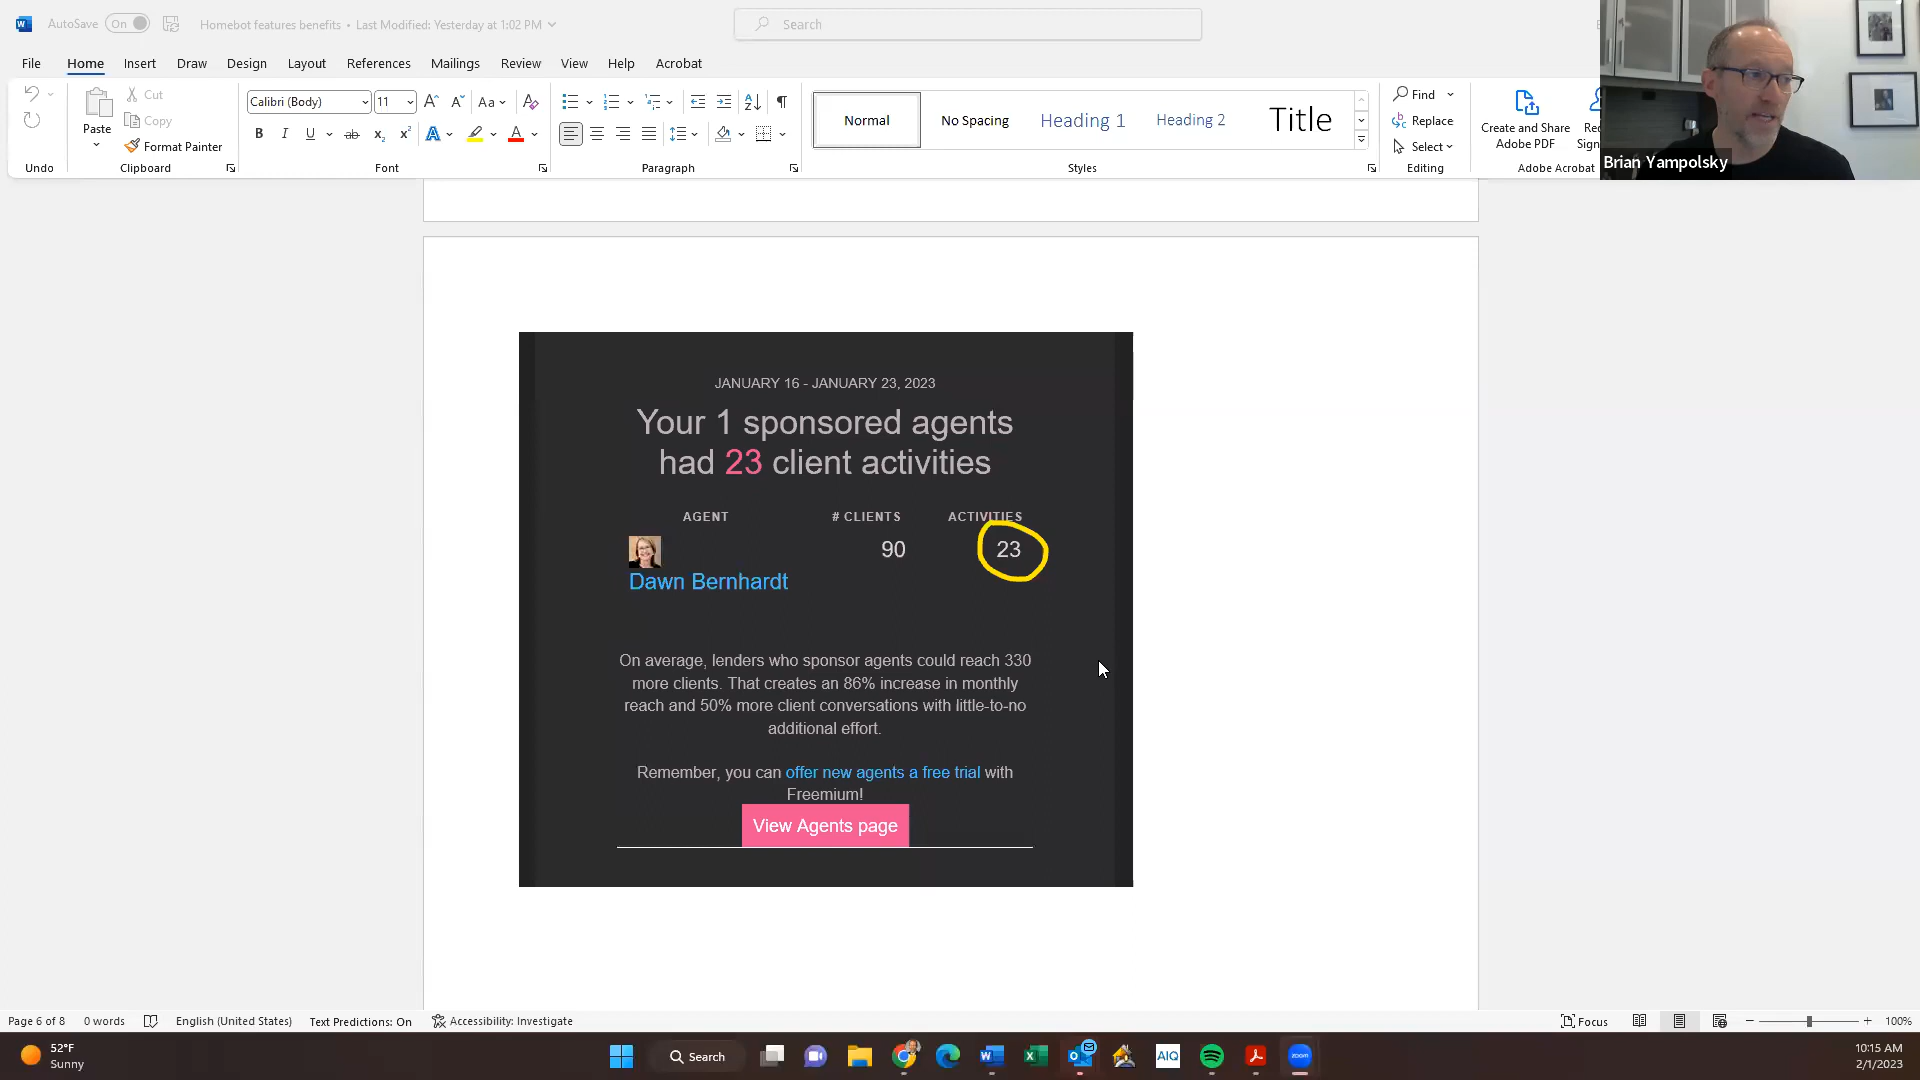 AutoSave On Homebot features benefits • Last Modified: Yesterday at 1:02 PM Search
File Home Insert Draw Design Layout References Mailings Review View Help Acrobat
Paste Cut Copy Format Painter
Calibri (Body) 11 Aa
Normal No Spacing Heading 1 Heading 2 Title
Find
Replace
Select
Create and Share
Adobe PDF
Undo Clipboard Font Paragraph Styles Editing Adobe Acrobat
Brian Yampolsky
JANUARY 16 - JANUARY 23, 2023
Your 1 sponsored agents
had 23 client activities
AGENT # CLIENTS ACTIVITIES
90 23
Dawn Bernhardt
On average, lenders who sponsor agents could reach 330
more clients. That creates an 86% increase in monthly
reach and 50% more client conversations with little-to-no
additional effort.
Remember, you can offer new agents a free trial with
Freemium!
View Agents page
Page 6 of 8 0 words English (United States) Text Predictions: On Accessibility: Investigate Focus 100%
52°F
Sunny
Search
AIQ
zoom
10:15 AM
2/1/2023